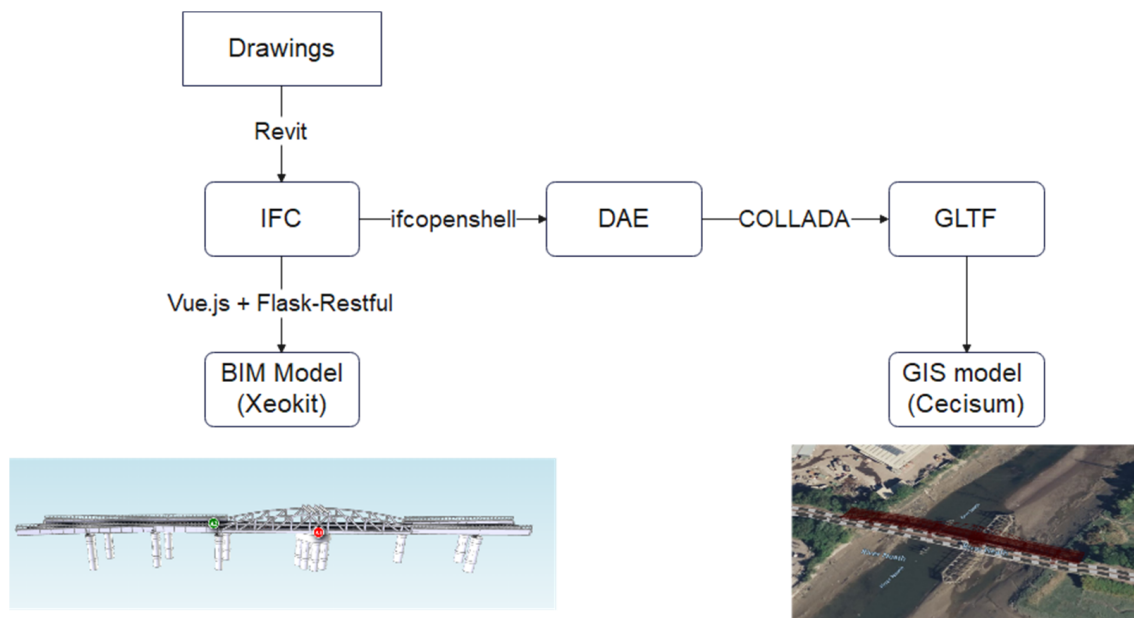 Drawings
Revit
IFC
ifcopenshell
DAE
COLLADA
GLTF
Vue.js + Flask-Restful
BIM Model
(Xeokit)
GIS model
(Cecisum)